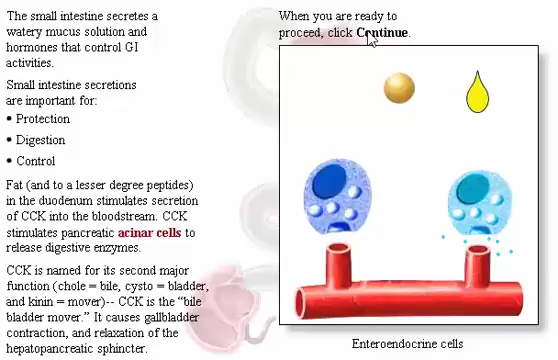 The small intestine secretes a
watery mucus solution and
hormones that control GI
activities.
Small intestine secretions
are important for:
• Protection
• Digestion
• Control
Fat (and to a lesser degree peptides)
in the duodenum stimulates secretion
of CCK into the bloodstream. CCK
stimulates pancreatic acinar cells to
release digestive enzymes.
CCK is named for its second major
function (chole = bile, cysto = bladder,
and kinin = mover)-- CCK is the “bile
bladder mover.” It causes gallbladder
contraction, and relaxation of the
hepatopancreatic sphincter.
When you are ready to
proceed, click Continue.
Enteroendocrine cells